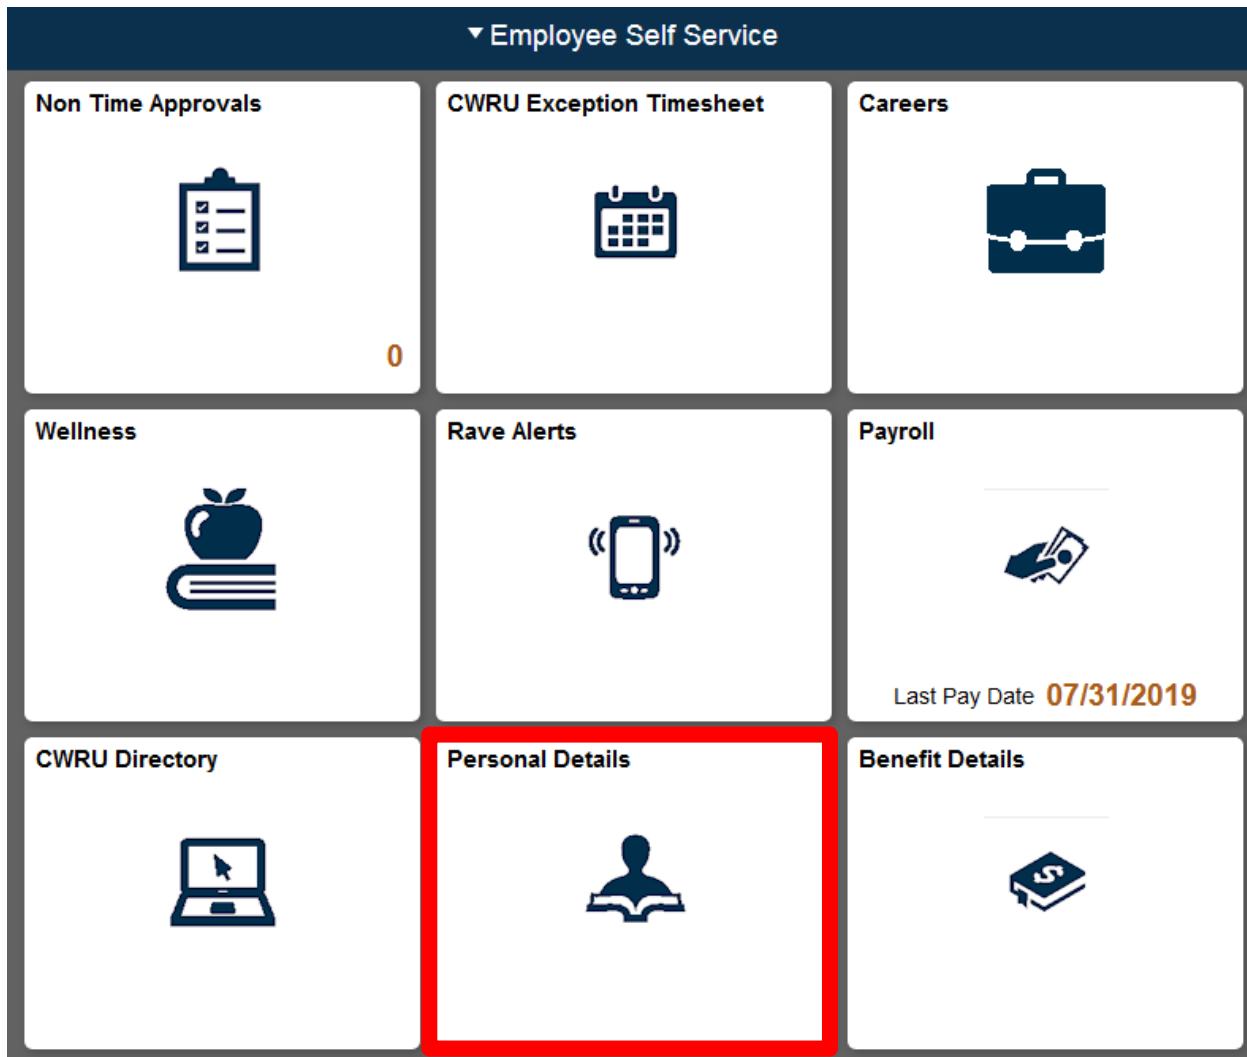 Employee Self Service
Non Time Approvals
0
CWRU Exception Timesheet
Careers
Wellness
Rave Alerts
Payroll
Last Pay Date 07/31/2019
CWRU Directory
Personal Details
Benefit Details
$